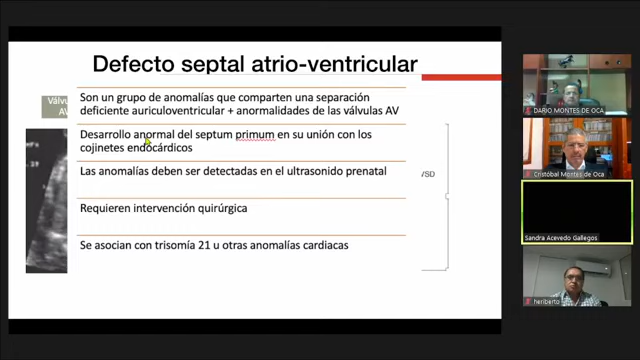 Defecto septal atrio-ventricular
Válvu
AV
Son un grupo de anomalías que comparten una separación
deficiente auriculoventricular + anormalidades de las válvulas AV
Desarrollo anormal del septum primum en su unión con los
cojinetes endocárdicos
Las anomalías deben ser detectadas en el ultrasonido prenatal
VSD
Requieren intervención quirúrgica
Se asocian con trisomía 21 u otras anomalías cardiacas
DARIO MONTES DE OCA
Cristóbal Montes de Oca
Sandra Acevedo Gallegos
heriberto